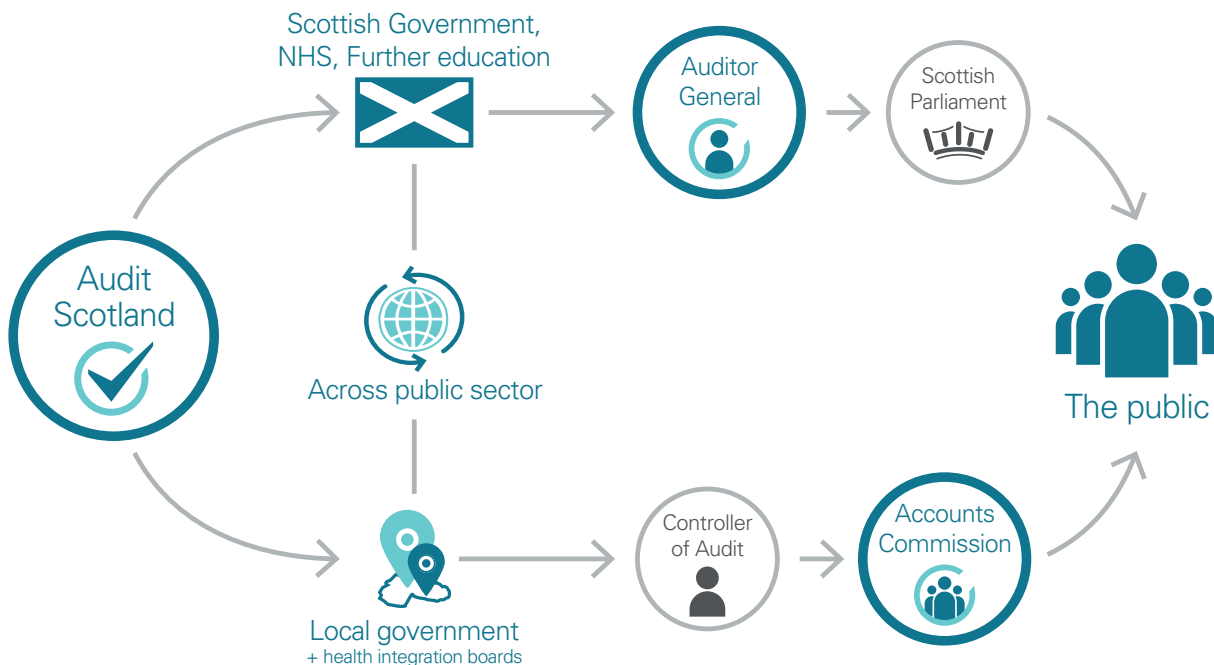 Scottish Government,
NHS, Further education
Auditor
General
Scottish
Parliament
Audit
Scotland
Across public sector
The public
Controller
of Audit
Accounts
Commission
Local government
+ health integration boards